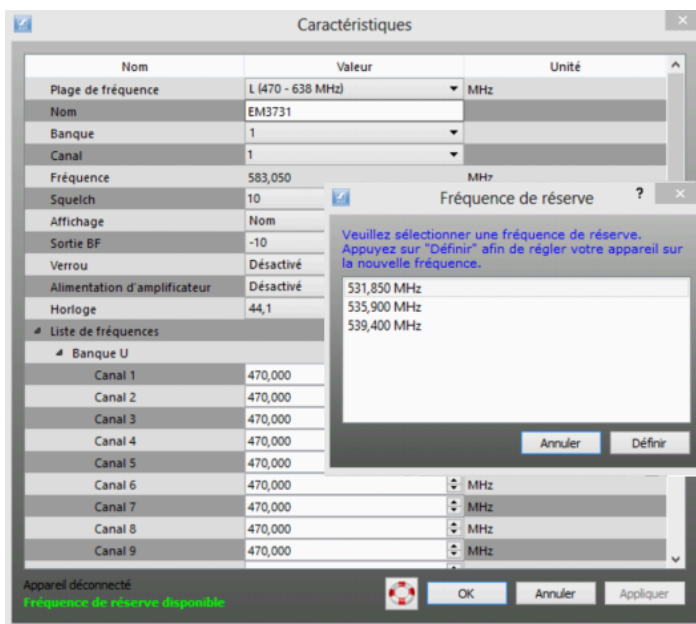 Caractéristiques
Nom Valeur Unité
Plage de fréquence L (470 - 638 MHz) MHz
Nom EM3731
Banque 1
Canal 1
Fréquence 583,050 MHz
Squelch 10
Affichage Nom
Sortie BF -10
Verrou Désactivé
Alimentation d'amplificateur Désactivé
Horloge 44,1
Liste de fréquences
Banque U
Canal 1 470,000
Canal 2 470,000
Canal 3 470,000
Canal 4 470,000
Canal 5 470,000
Canal 6 470,000 MHz
Canal 7 470,000 MHz
Canal 8 470,000 MHz
Canal 9 470,000 MHz
Appareil déconnecté
Fréquence de réserve disponible
OK Annuler Appliquer
Fréquence de réserve ?
Veuillez sélectionner une fréquence de réserve.
Appuyez sur "Définir" afin de régler votre appareil sur
la nouvelle fréquence.
531,850 MHz
535,900 MHz
539,400 MHz
Annuler Définir